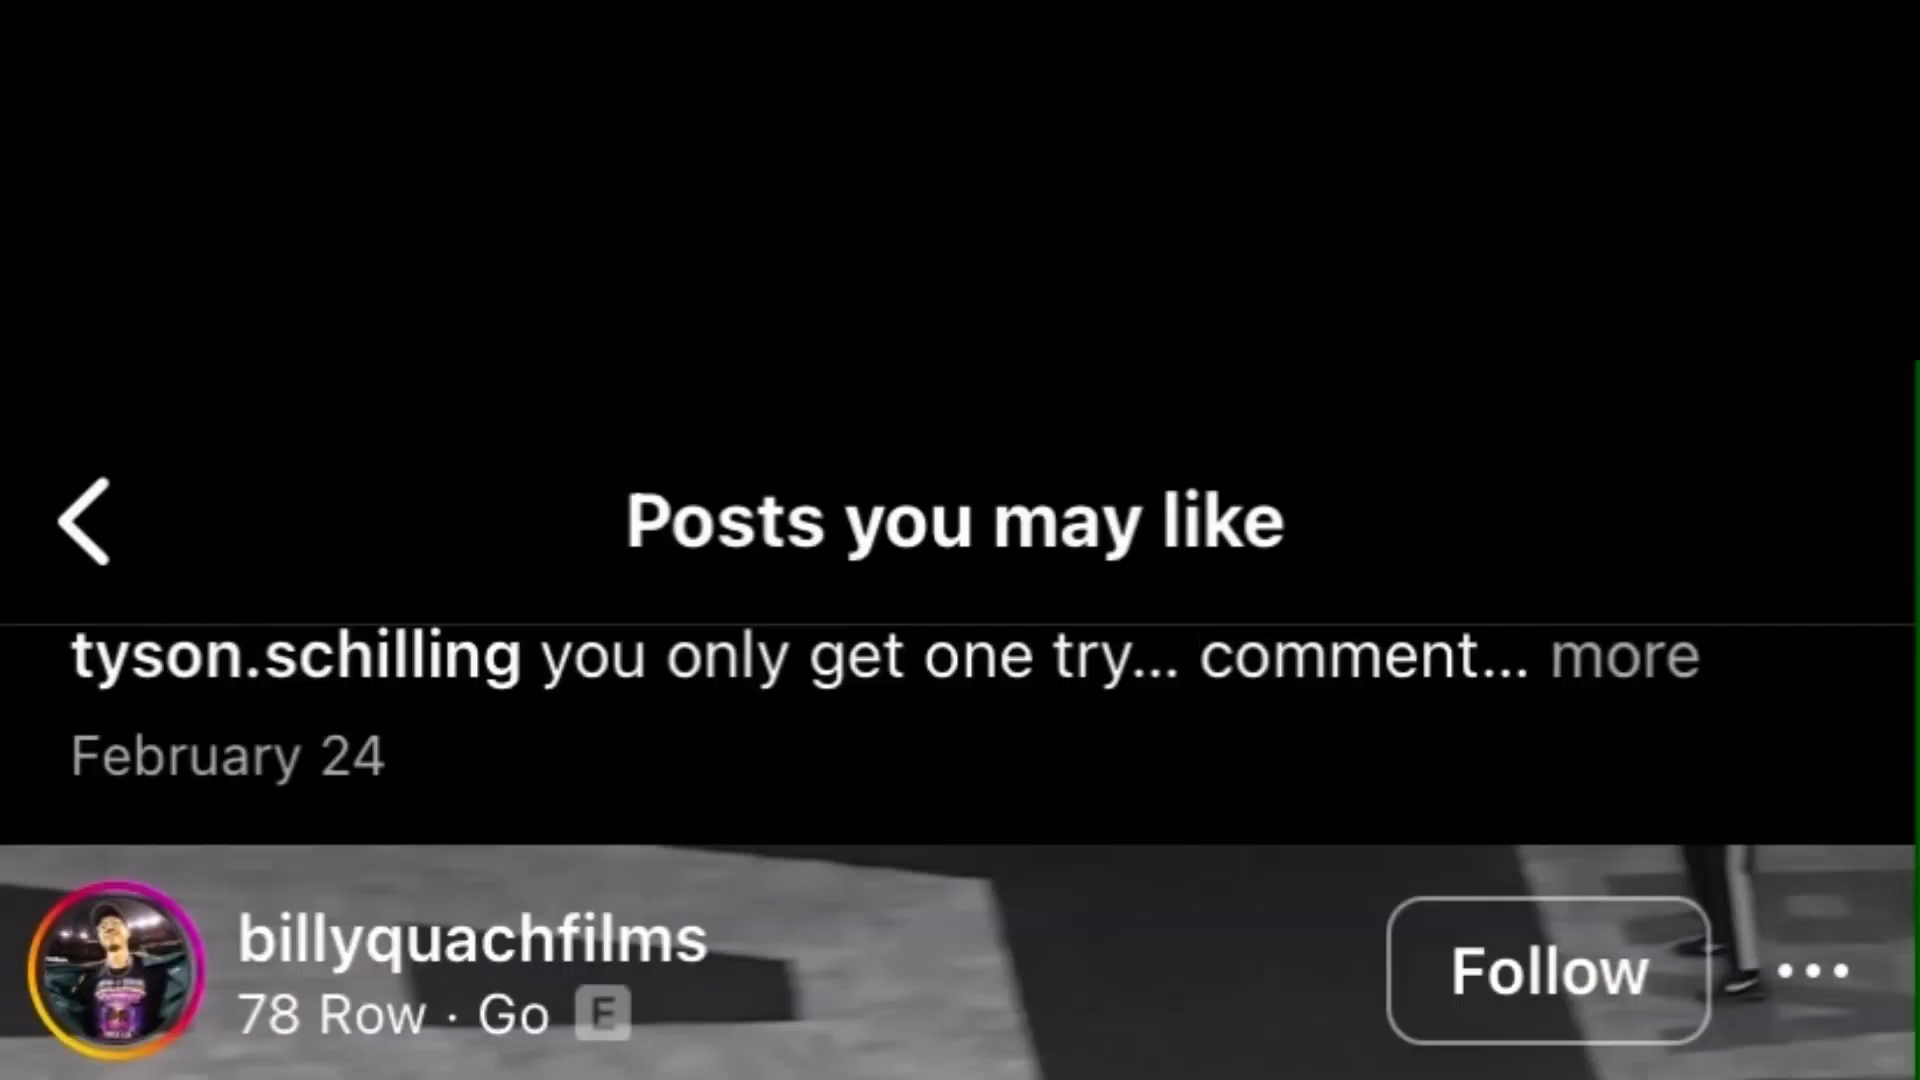 Posts you may like
tyson.schilling you only get one try... comment... more
February 24
billyquachfilms
Follow
78 Row · Go E